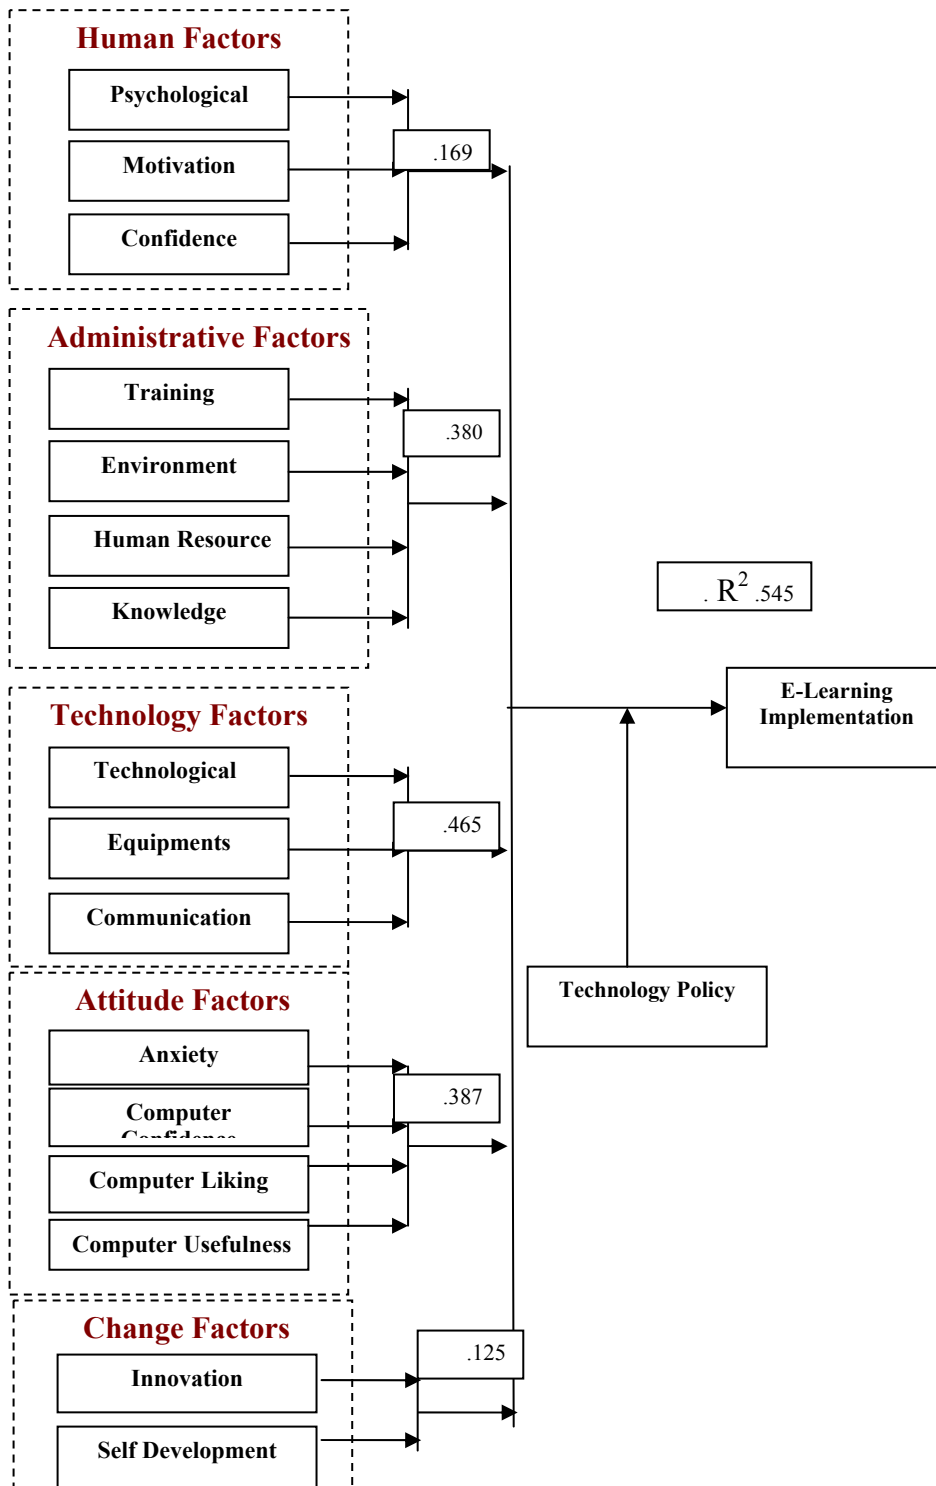 Human Factors
Psychological
Motivation
Confidence
.169
Administrative Factors
Training
Environment
Human Resource
Knowledge
.380
. R² .545
E-Learning
Implementation
Technology Factors
Technological
Equipments
Communication
.465
Technology Policy
Attitude Factors
Anxiety
Computer
Confidence
Computer Liking
Computer Usefulness
.387
Change Factors
Innovation
Self Development
.125